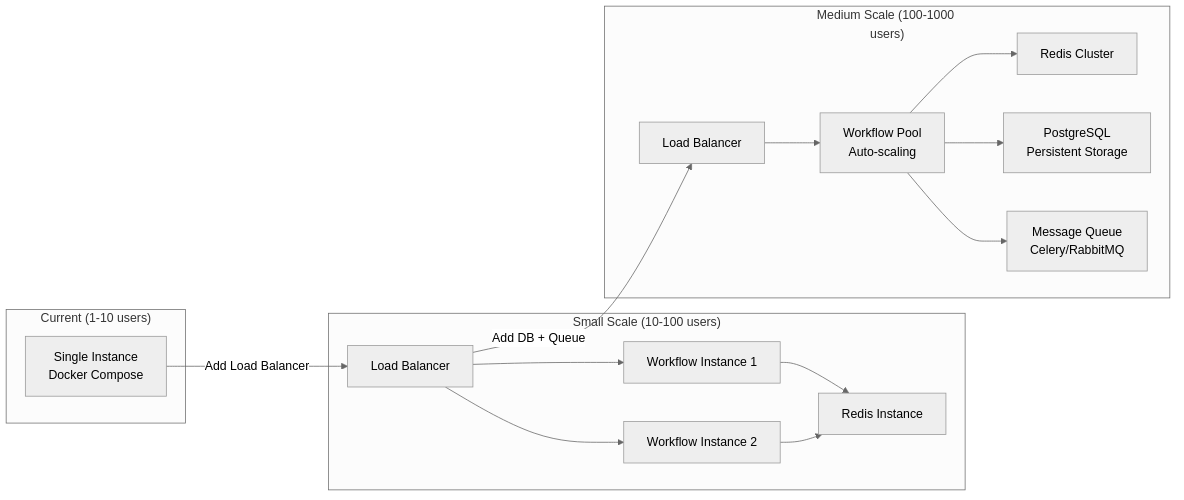 Medium Scale (100-1000
users)
Redis Cluster
Load Balancer
Workflow Pool
Auto-scaling
PostgreSQL
Persistent Storage
Message Queue
Celery/RabbitMQ
Current (1-10 users)
Single Instance
Docker Compose
Add Load Balancer
Small Scale (10-100 users)
Add DB + Queue
Load Balancer
Workflow Instance 1
Workflow Instance 2
Redis Instance